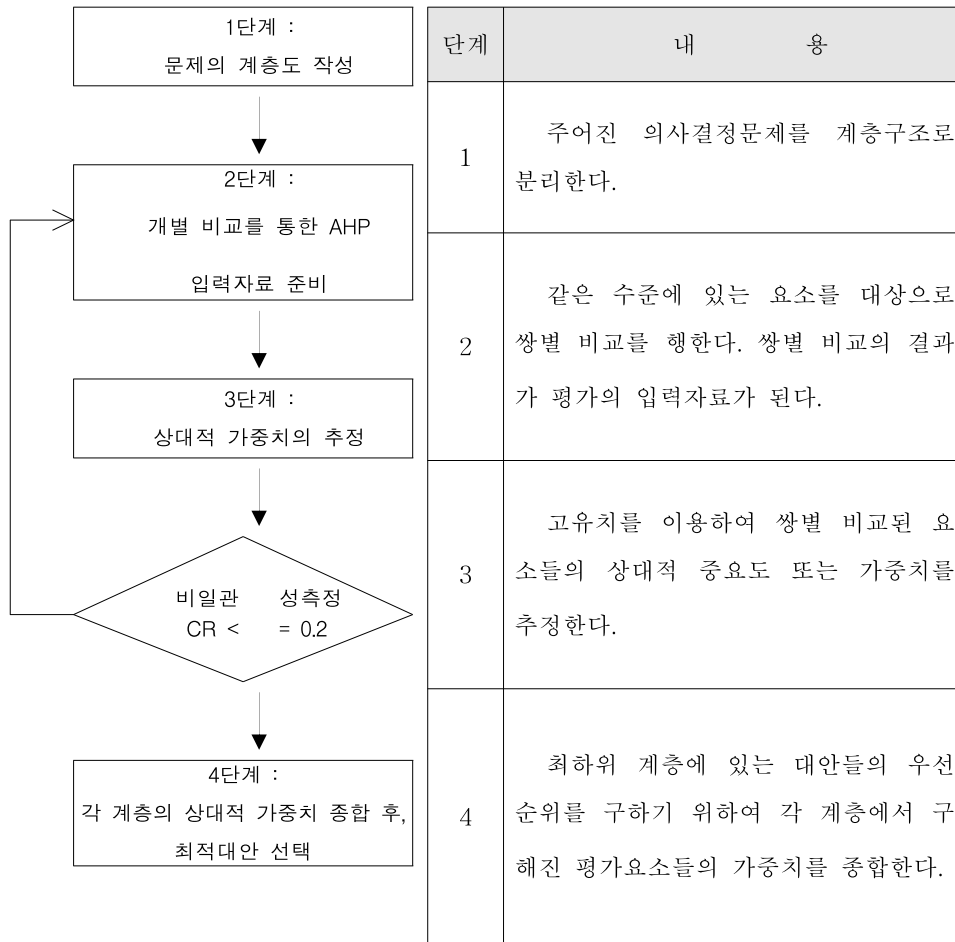 1단계 :
문제의 계층도 작성
2단계 :
개별 비교를 통한 AHP
입력자료 준비
3단계 :
상대적 가중치의 추정
비일관 성측정
CR < = 0.2
4단계 :
각 계층의 상대적 가중치 종합 후,
최적대안 선택
단계 내 용
1
주어진 의사결정문제를 계층구조로
분리한다.
2
같은 수준에 있는 요소를 대상으로
쌍별 비교를 행한다. 쌍별 비교의 결과
가 평가의 입력자료가 된다.
3
고유치를 이용하여 쌍별 비교된 요
소들의 상대적 중요도 또는 가중치를
추정한다.
4
최하위 계층에 있는 대안들의 우선
순위를 구하기 위하여 각 계층에서 구
해진 평가요소들의 가중치를 종합한다.